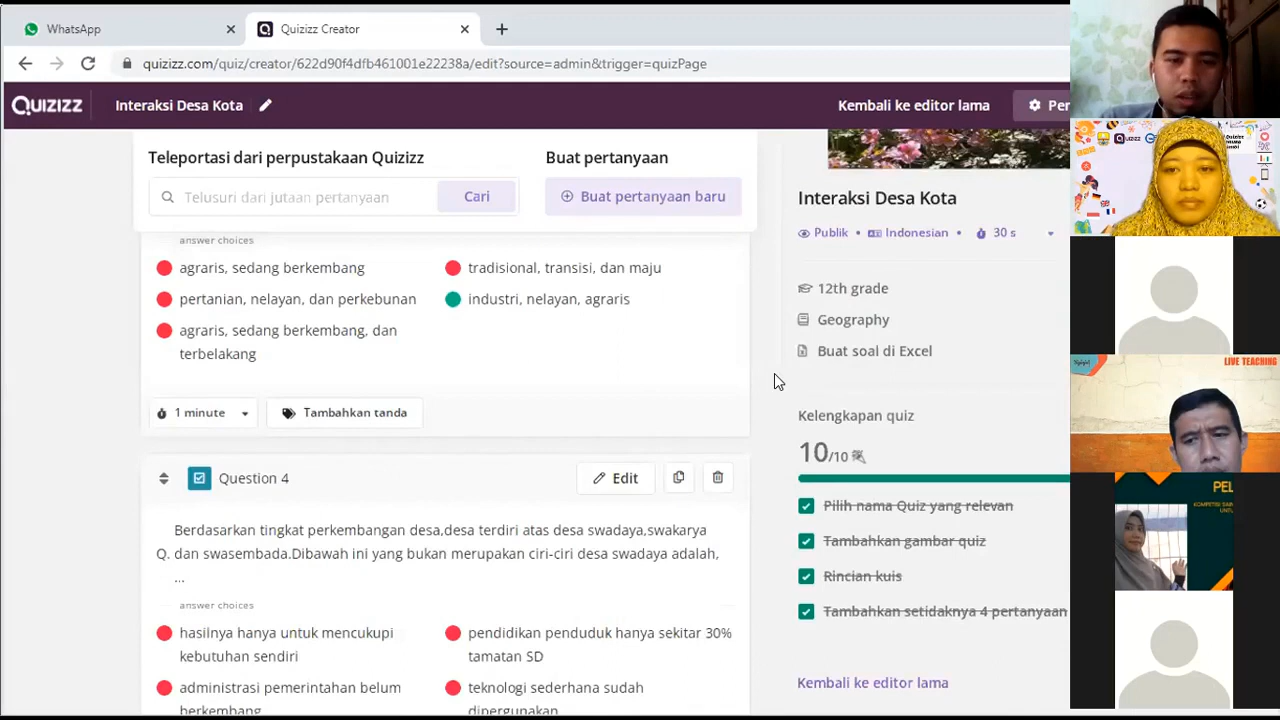 WhatsApp
Quizizz Creator
quizizz.com/quiz/creator/622d90f4dfb461001e22238a/edit?source=admin&trigger=quizPage
QUIZIZZ
Interaksi Desa Kota
Kembali ke editor lama
Teleportasi dari perpustakaan Quizizz
Buat pertanyaan
Telusuri dari jutaan pertanyaan
Cari
Buat pertanyaan baru
answer choices
agraris, sedang berkembang
tradisional, transisi, dan maju
pertanian, nelayan, dan perkebunan
industri, nelayan, agraris
agraris, sedang berkembang, dan
terbelakang
1 minute
Tambahkan tanda
Question 4
Edit
Berdasarkan tingkat perkembangan desa,desa terdiri atas desa swadaya,swakarya
Q. dan swasembada.Dibawah ini yang bukan merupakan ciri-ciri desa swadaya adalah,
...
answer choices
hasilnya hanya untuk mencukupi
kebutuhan sendiri
pendidikan penduduk hanya sekitar 30%
tamatan SD
administrasi pemerintahan belum
berkembang
teknologi sederhana sudah
dipergunakan
Interaksi Desa Kota
Publik • Indonesian • 30 s
12th grade
Geography
Buat soal di Excel
Kelengkapan quiz
10/10
Pilih nama Quiz yang relevan
Tambahkan gambar quiz
Rincian kuis
Tambahkan setidaknya 4 pertanyaan
Kembali ke editor lama
LIVE TEACHING
PEL